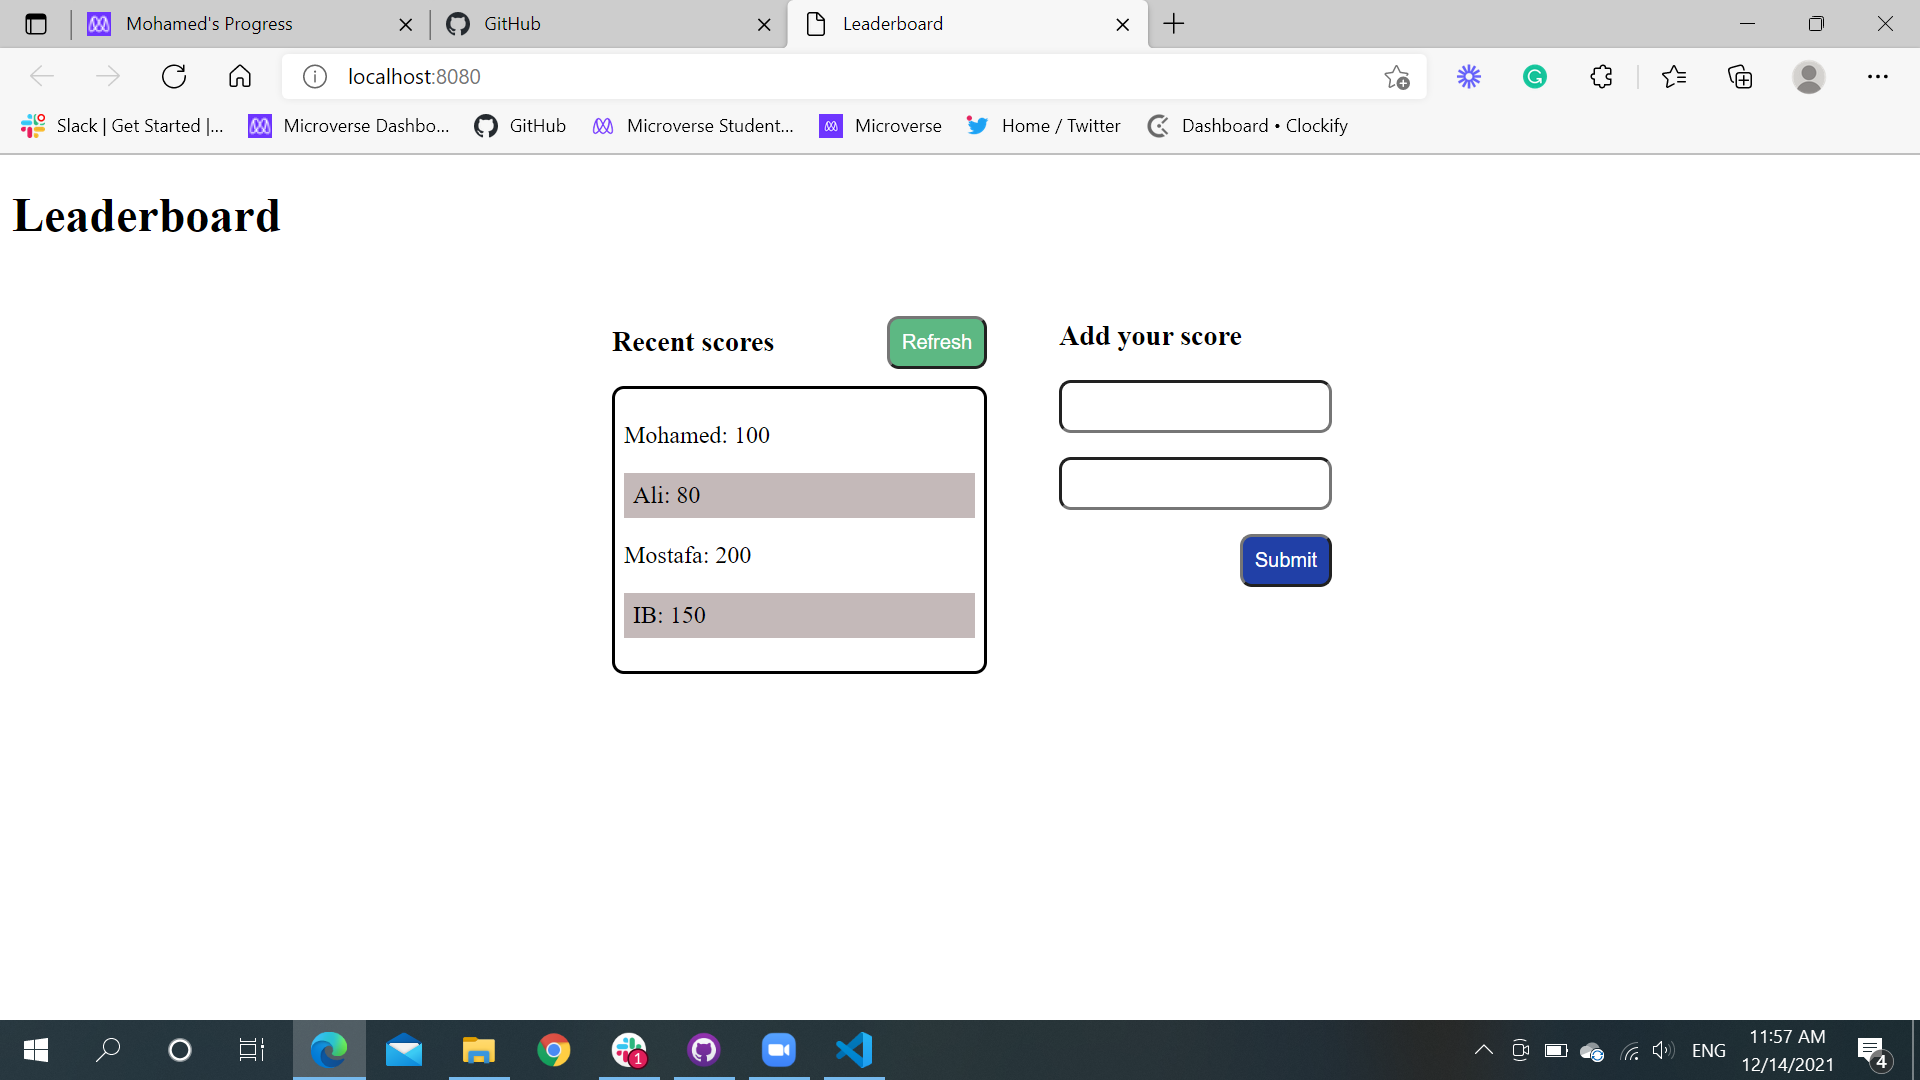 Mohamed's Progress
GitHub
Leaderboard
localhost:8080
Slack | Get Started |...
Microverse Dashbo...
GitHub
Microverse Student...
Microverse
Home / Twitter
Dashboard • Clockify
Leaderboard
Recent scores
Refresh
Mohamed: 100
Ali: 80
Mostafa: 200
IB: 150
Add your score
Submit
1
ENG
11:57 AM
12/14/2021
4